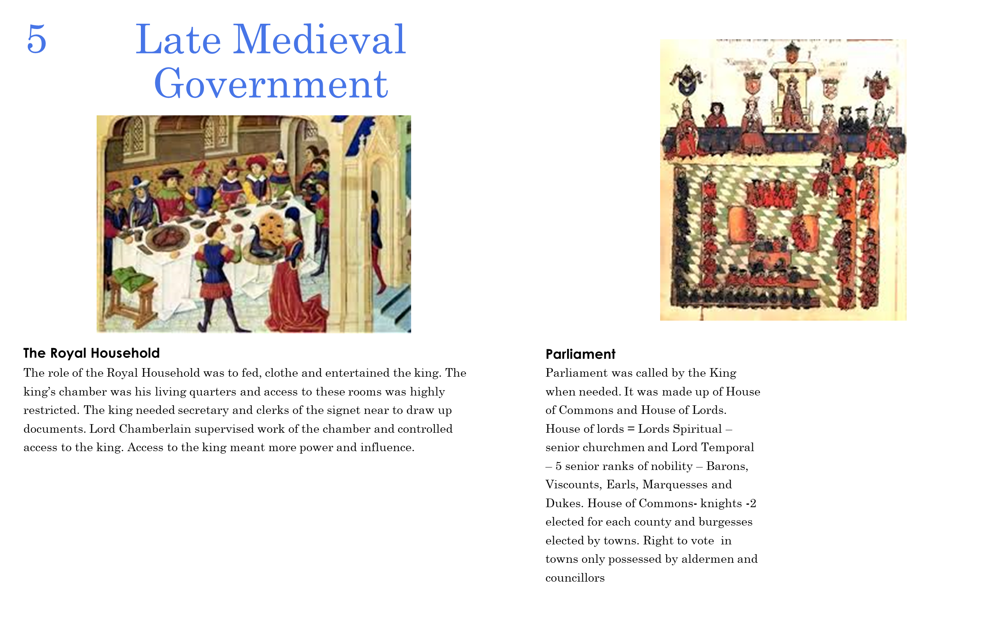 5
Late Medieval
Government
The Royal Household
The role of the Royal Household was to fed, clothe and entertained the king. The
king’s chamber was his living quarters and access to these rooms was highly
restricted. The king needed secretary and clerks of the signet near to draw up
documents. Lord Chamberlain supervised work of the chamber and controlled
access to the king. Access to the king meant more power and influence.
Parliament
Parliament was called by the King
when needed. It was made up of House
of Commons and House of Lords.
House of lords = Lords Spiritual –
senior churchmen and Lord Temporal
– 5 senior ranks of nobility – Barons,
Viscounts, Earls, Marquesses and
Dukes. House of Commons- knights -2
elected for each county and burgesses
elected by towns. Right to vote  in
towns only possessed by aldermen and
councillors